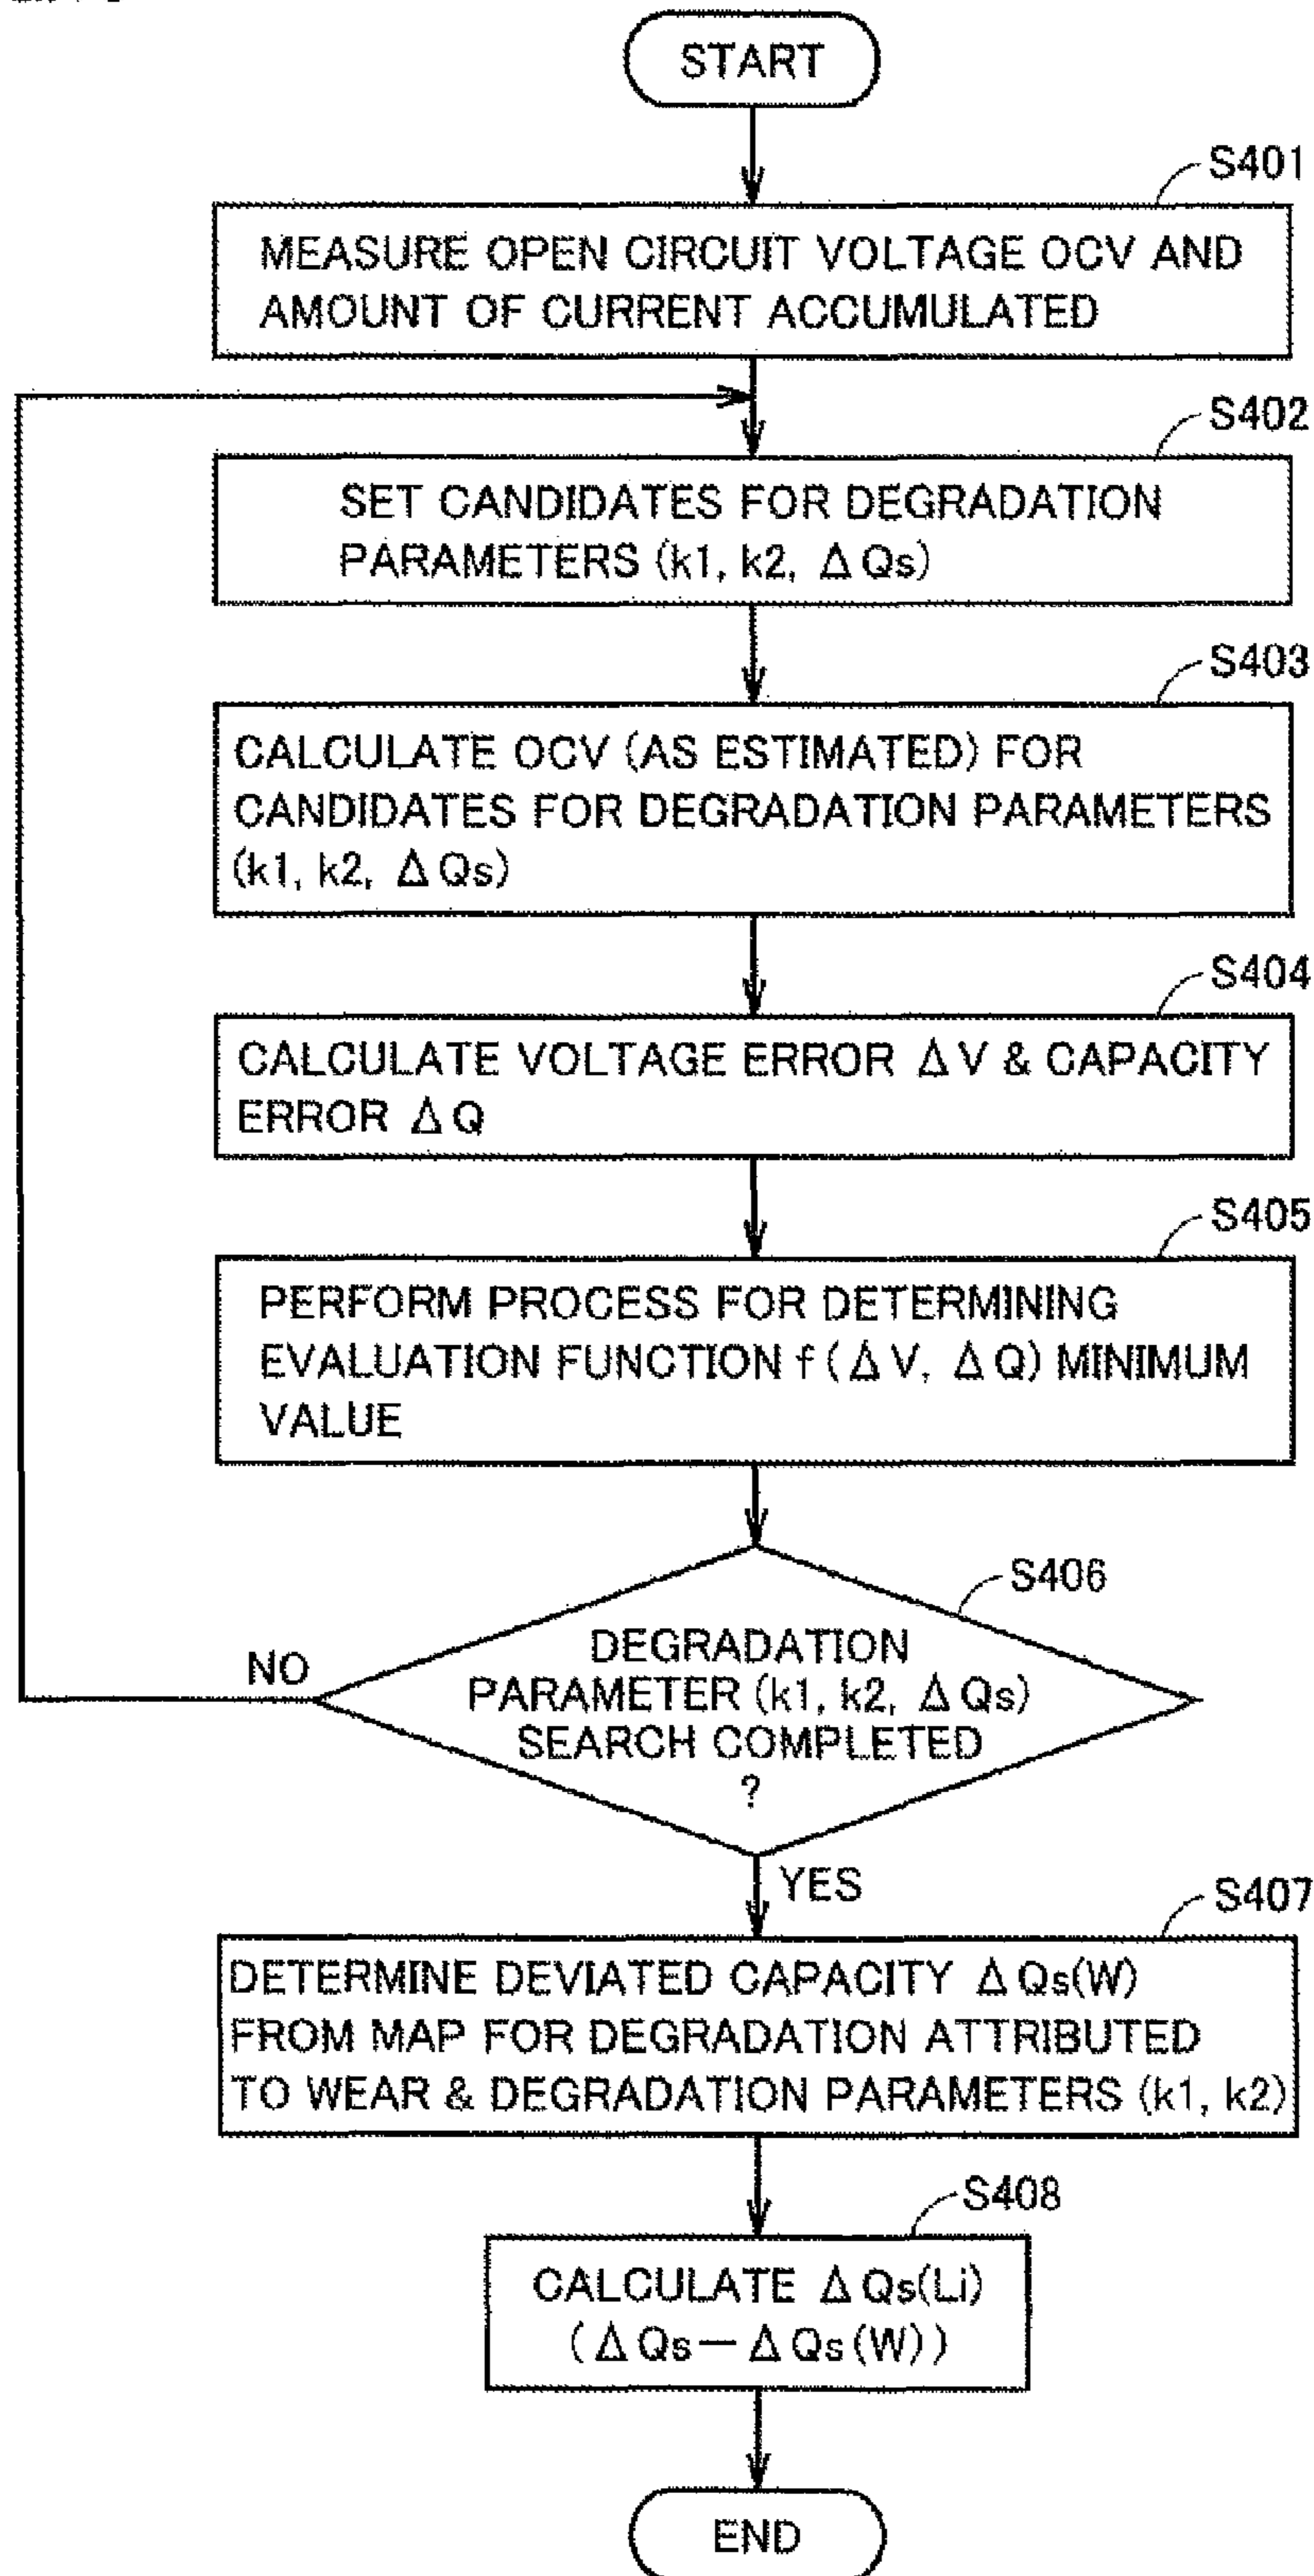 START
S401
MEASURE OPEN CIRCUIT VOLTAGE OCV AND
AMOUNT OF CURRENT ACCUMULATED
S402
SET CANDIDATES FOR DEGRADATION
PARAMETERS (k1, k2, ΔQs)
S403
CALCULATE OCV (AS ESTIMATED) FOR
CANDIDATES FOR DEGRADATION PARAMETERS
(k1, k2, ΔQs)
S404
CALCULATE VOLTAGE ERROR ΔV & CAPACITY
ERROR ΔQ
S405
PERFORM PROCESS FOR DETERMINING
EVALUATION FUNCTION f(ΔV, ΔQ) MINIMUM
VALUE
S406
DEGRADATION
PARAMETER (k1, k2, ΔQs)
SEARCH COMPLETED
?
NO
YES
S407
DETERMINE DEVIATED CAPACITY ΔQs(W)
FROM MAP FOR DEGRADATION ATTRIBUTED
TO WEAR & DEGRADATION PARAMETERS (k1, k2)
S408
CALCULATE ΔQs(Li)
(ΔQs—ΔQs(W))
END